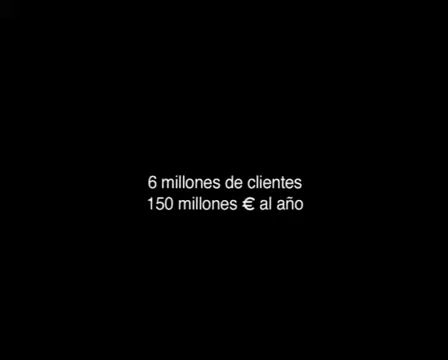 6 millones de clientes
150 millones € al año